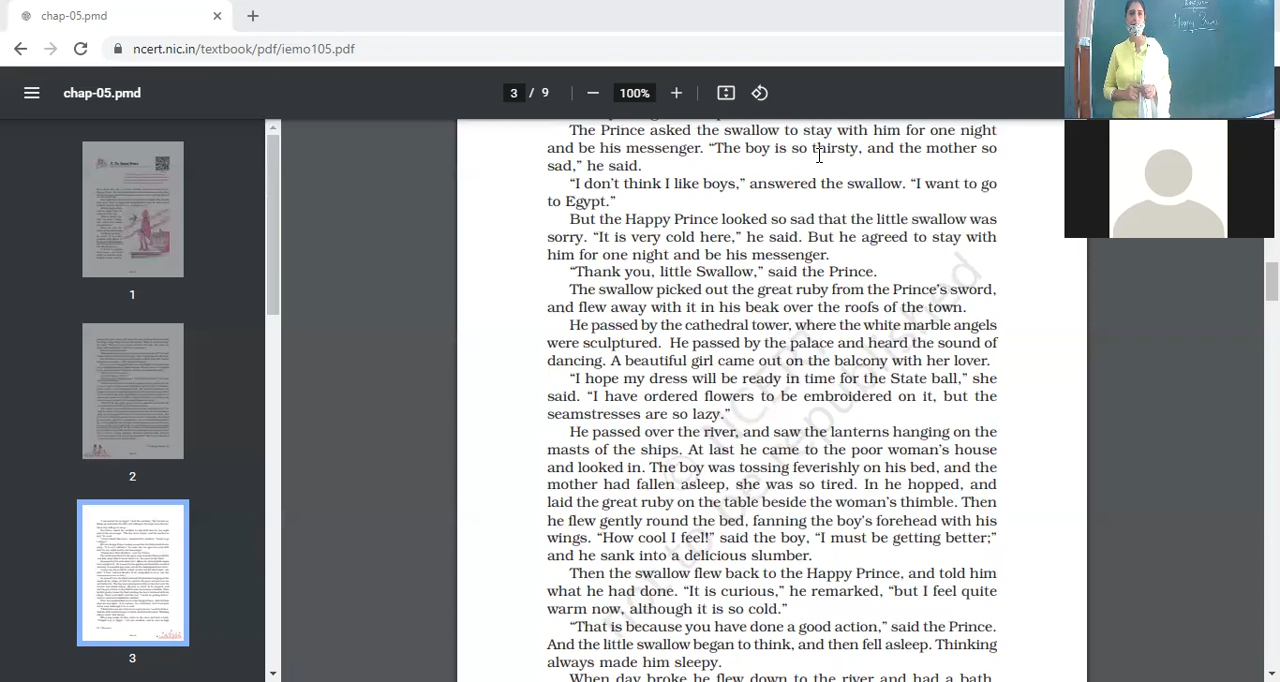 chap-05.pmd
ncert.nic.in/textbook/pdf/iemo105.pdf
chap-05.pmd
3 / 9
100%
The Prince asked the swallow to stay with him for one night
and be his messenger. “The boy is so thirsty, and the mother so
sad,” he said.
“I don’t think I like boys,” answered the swallow. “I want to go
to Egypt.”
But the Happy Prince looked so sad that the little swallow was
sorry. “It is very cold here,” he said. But he agreed to stay with
him for one night and be his messenger.
“Thank you, little Swallow,” said the Prince.
The swallow picked out the great ruby from the Prince’s sword,
and flew away with it in his beak over the roofs of the town.
He passed by the cathedral tower, where the white marble angels
were sculptured. He passed by the palace and heard the sound of
dancing. A beautiful girl came out on the balcony with her lover.
“I hope my dress will be ready in time for the State ball,” she
said. “I have ordered flowers to be embroidered on it, but the
seamstresses are so lazy.”
He passed over the river, and saw the lanterns hanging on the
masts of the ships. At last he came to the poor woman’s house
and looked in. The boy was tossing feverishly on his bed, and the
mother had fallen asleep, she was so tired. In he hopped, and
laid the great ruby on the table beside the woman’s thimble. Then
he flew gently round the bed, fanning the boy’s forehead with his
wings. “How cool I feel!” said the boy, “I must be getting better;”
and he sank into a delicious slumber.
Then the swallow flew back to the Happy Prince, and told him
what he had done. “It is curious,” he remarked, “but I feel quite
warm now, although it is so cold.”
“That is because you have done a good action,” said the Prince.
And the little swallow began to think, and then fell asleep. Thinking
always made him sleepy.
When day broke he flew down to the river and had a bath.
1
2
3